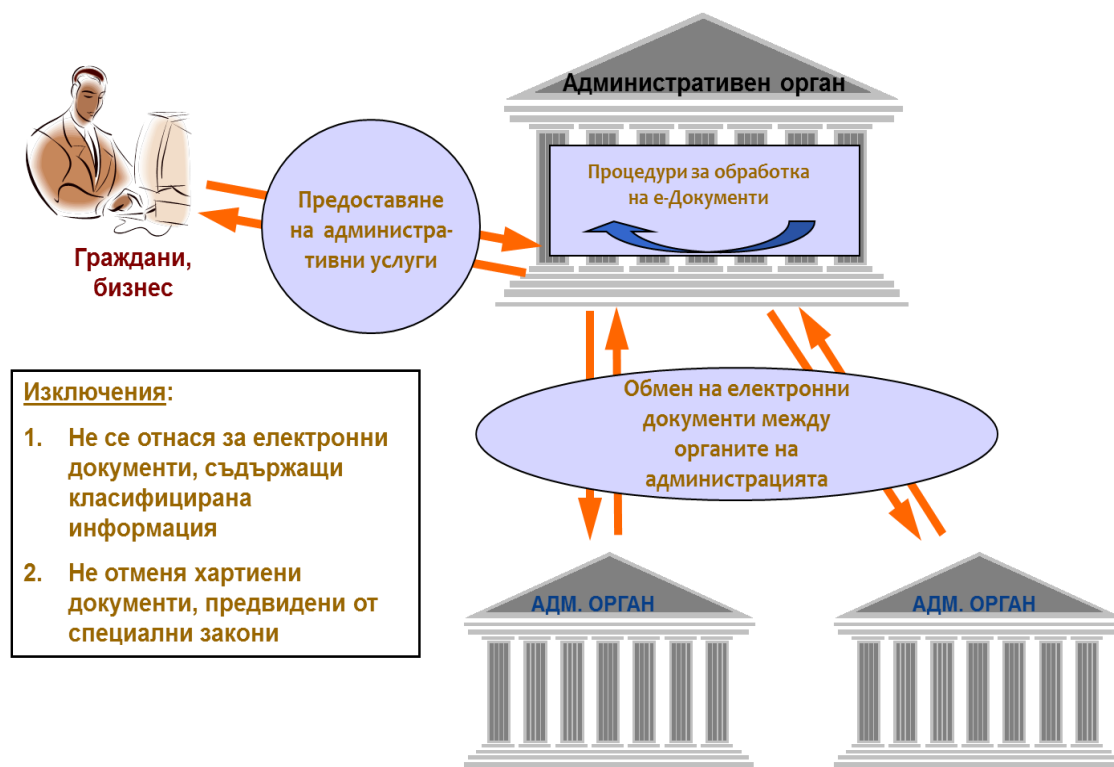 Административен орган
Процедури за обработка
на е-Документи
Предоставяне
на администра-
тивни услуги
Граждани,
бизнес
Изключения:
1. Не се отнася за електронни
документи, съдържащи
класифицирана
информация
2. Не отменя хартиени
документи, предвидени от
специални закони
Обмен на електронни
документи между
органите на
администрацията
АДМ. ОРГАН
АДМ. ОРГАН